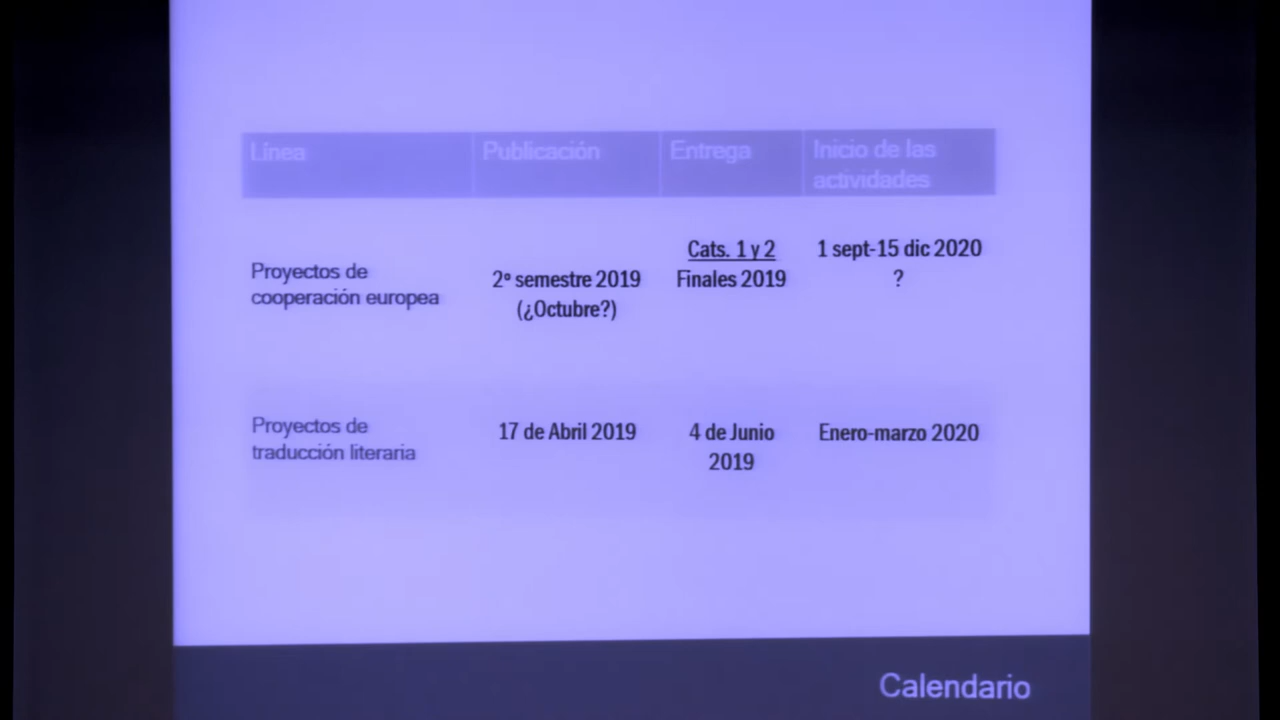 Línea
Publicación
Entrega
Inicio de las
actividades
Proyectos de
cooperación europea
2º semestre 2019
(¿Octubre?)
Cats. 1 y 2
Finales 2019
1 sept-15 dic 2020
?
Proyectos de
traducción literaria
17 de Abril 2019
4 de Junio
2019
Enero-marzo 2020
Calendario